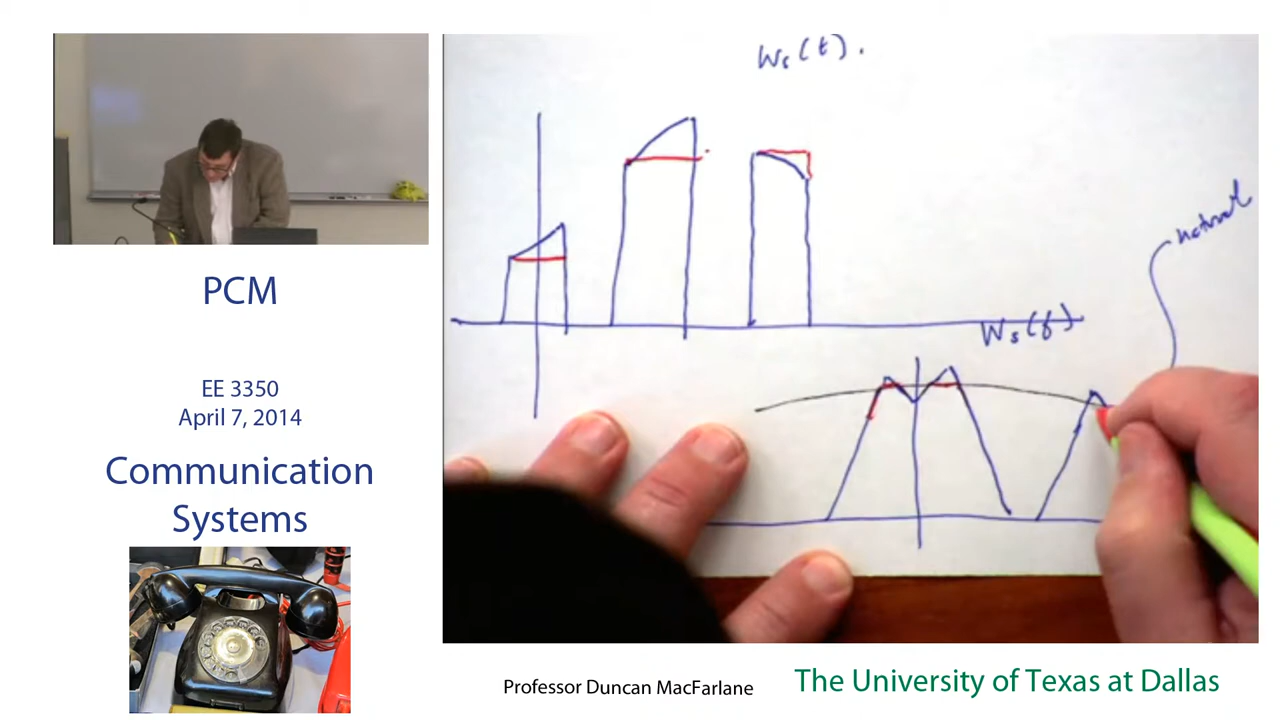 PCM
EE 3350
April 7, 2014
Communication
Systems
Ws(t).
natural
Ws(f)
Professor Duncan MacFarlane
The University of Texas at Dallas